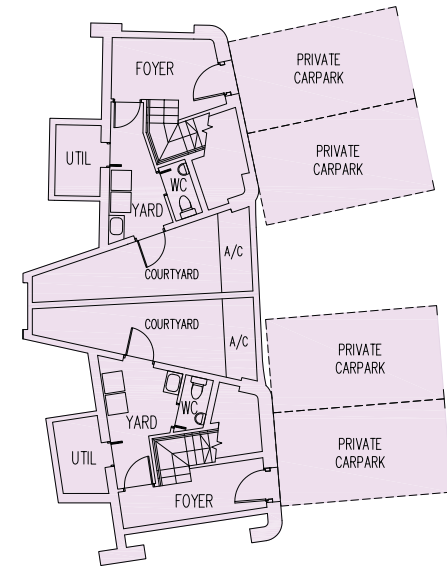 FOYER
PRIVATE
CARPARK
PRIVATE
CARPARK
UTIL
WC
YARD
A/C
COURTYARD
COURTYARD
A/C
PRIVATE
CARPARK
WC
YARD
PRIVATE
CARPARK
UTIL
FOYER